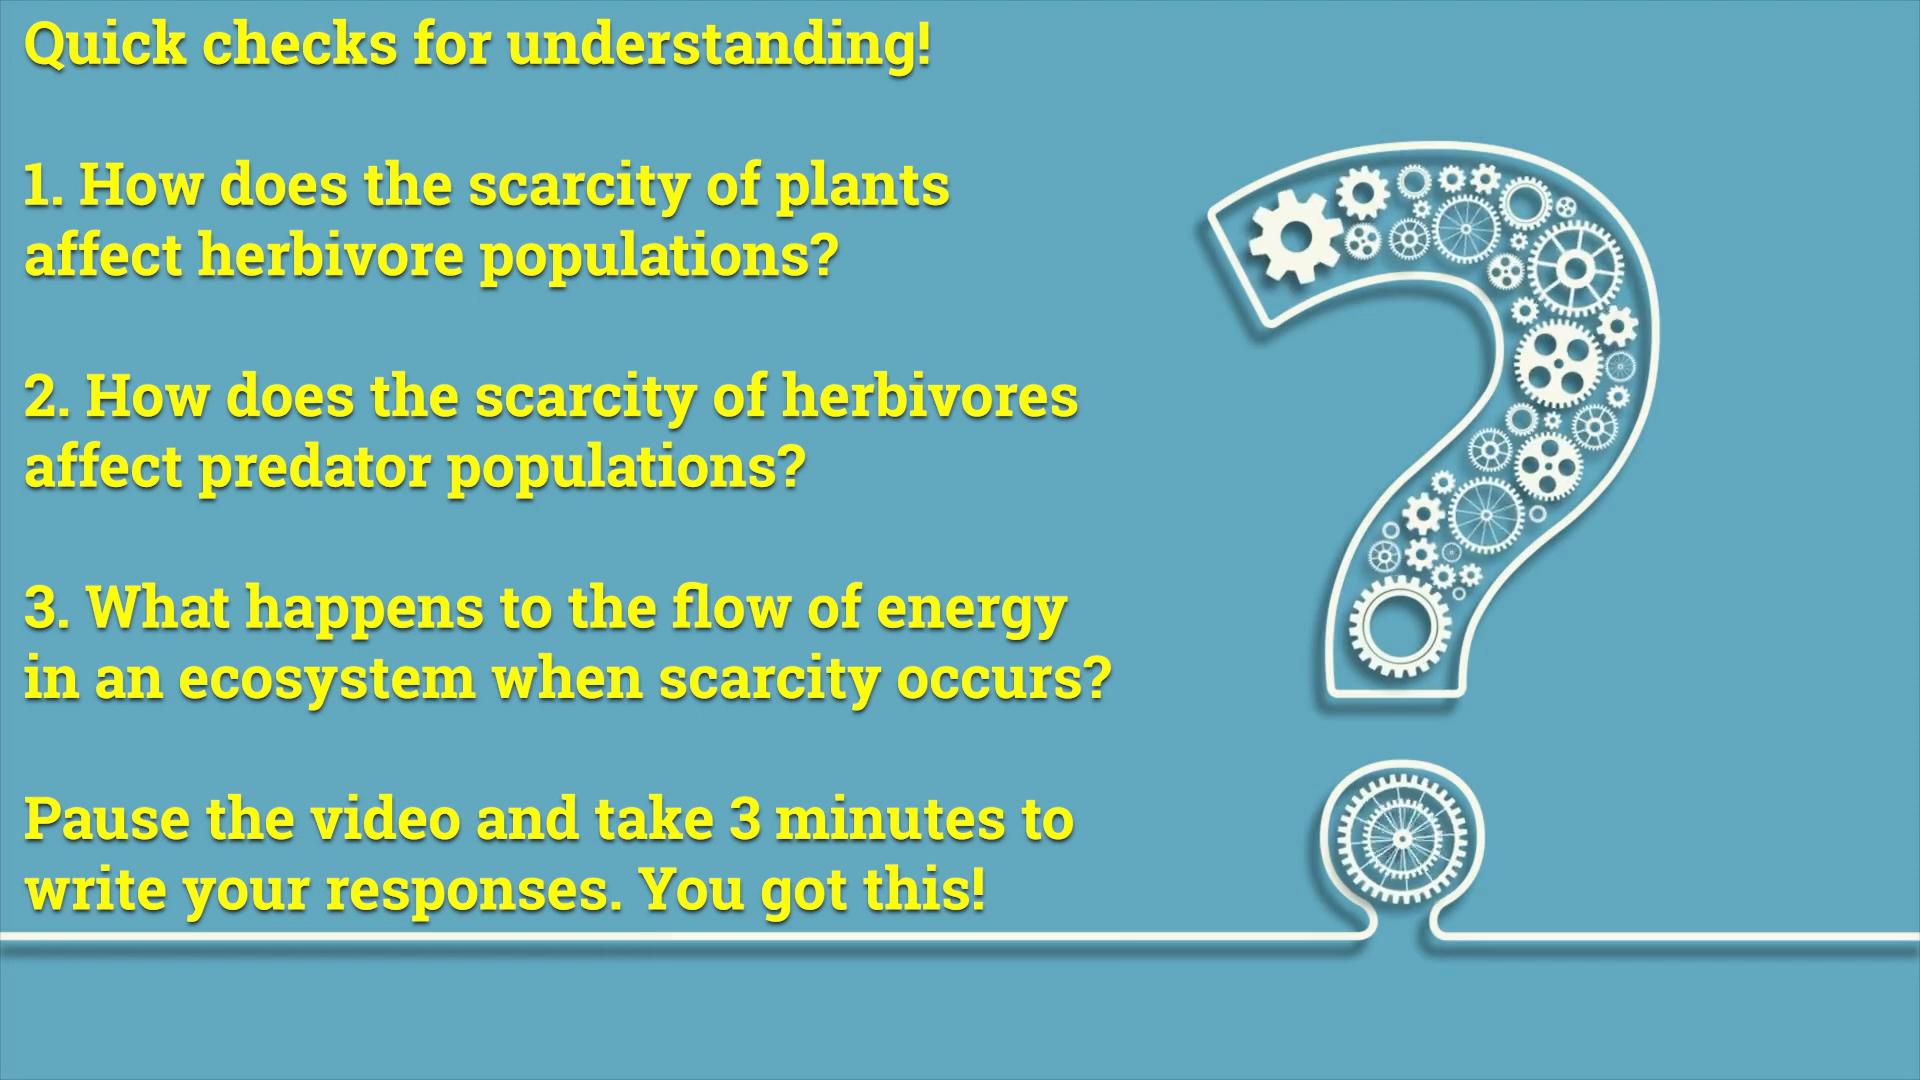 Quick checks for understanding!
1. How does the scarcity of plants
affect herbivore populations?
2. How does the scarcity of herbivores
affect predator populations?
3. What happens to the flow of energy
in an ecosystem when scarcity occurs?
Pause the video and take 3 minutes to
write your responses. You got this!